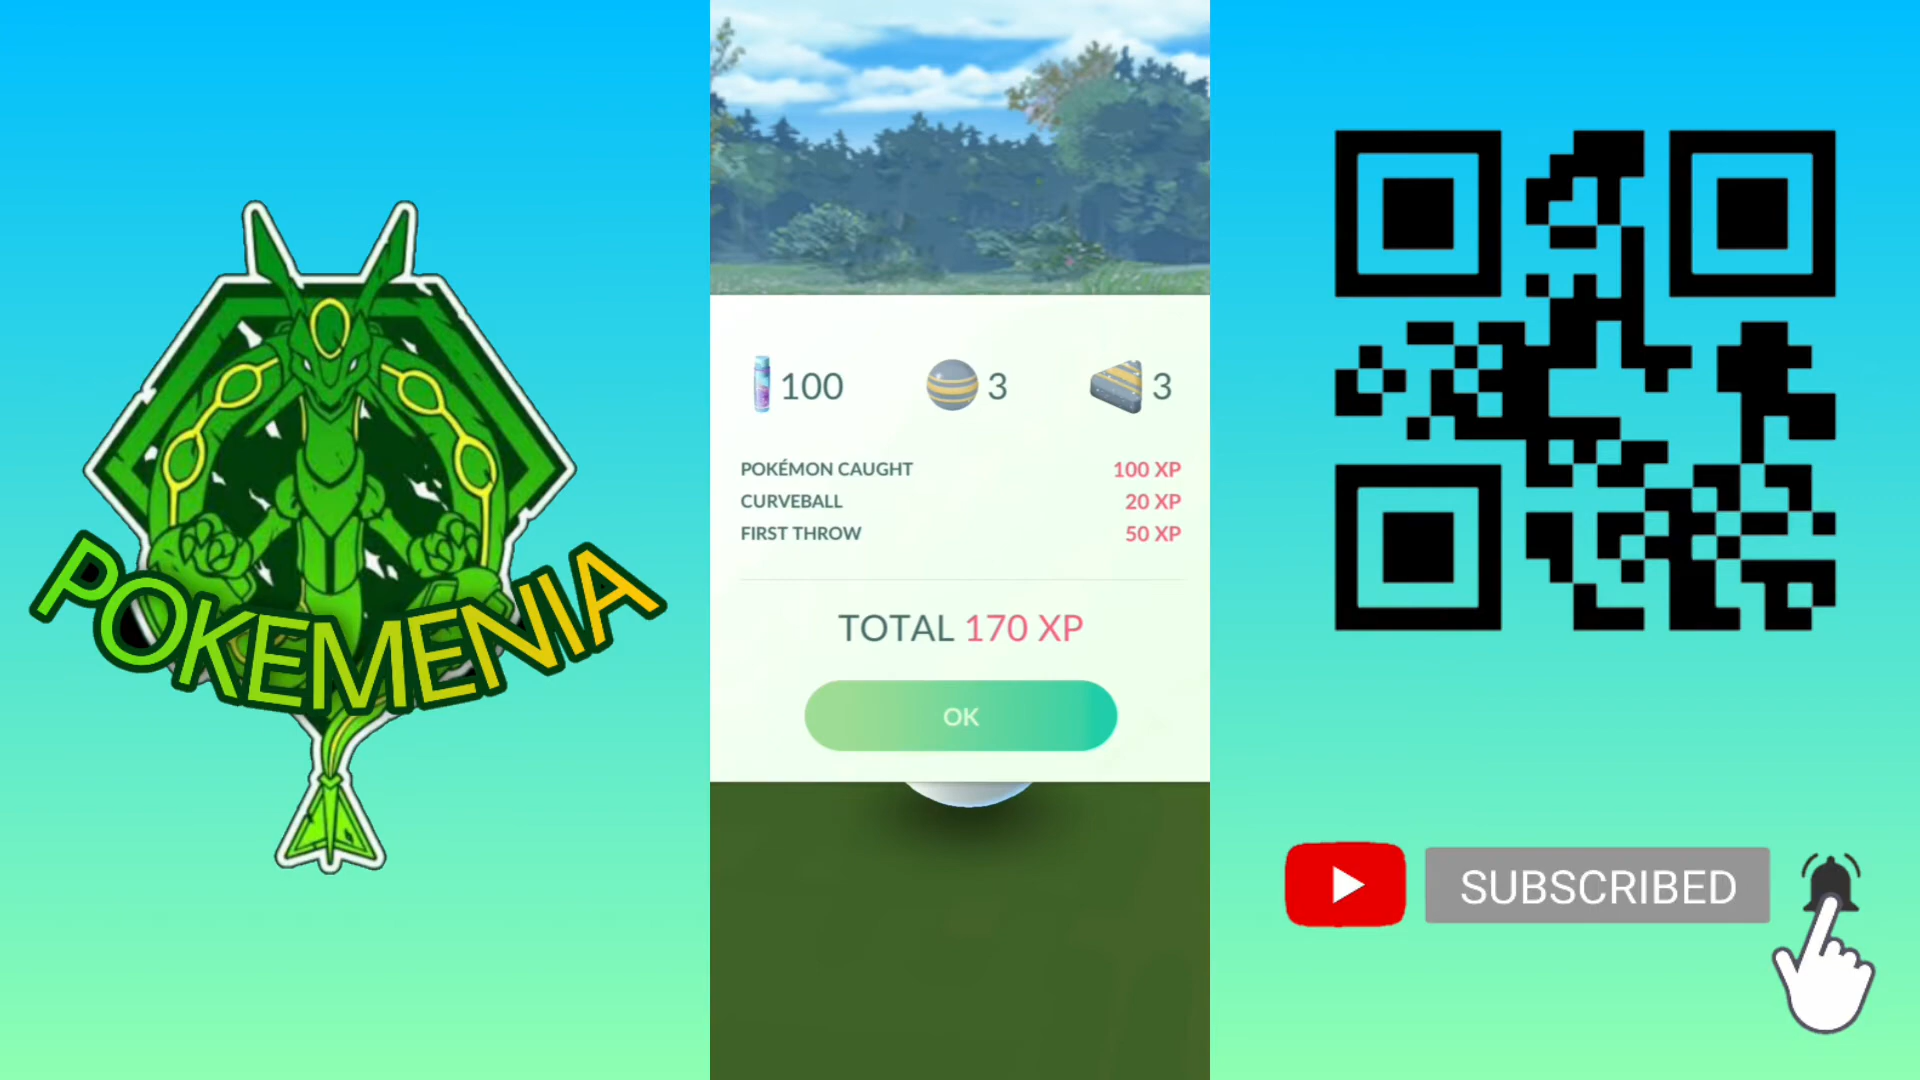 POKEMENIA
100 3 3
POKÉMON CAUGHT 100 XP
CURVEBALL 20 XP
FIRST THROW 50 XP
TOTAL 170 XP
OK
SUBSCRIBED